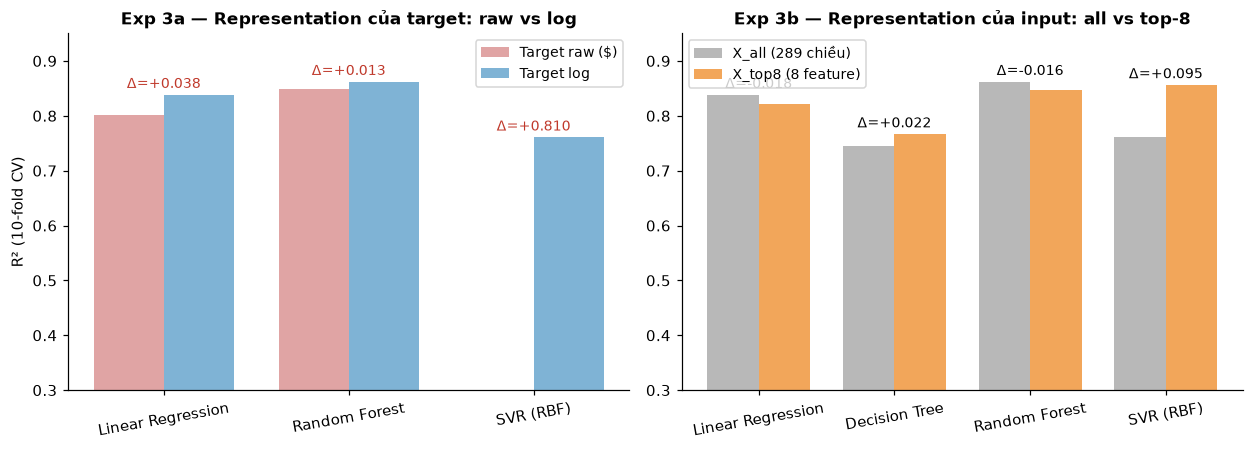 Exp 3a — Representation của target: raw vs log
R² (10-fold CV)
0.9
0.8
0.7
0.6
0.5
0.4
0.3
Target raw ($)
Target log
Δ=+0.038
Δ=+0.013
Δ=+0.810
Linear Regression
Random Forest
SVR (RBF)
Exp 3b — Representation của input: all vs top-8
0.9
0.8
0.7
0.6
0.5
0.4
0.3
X_all (289 chiều)
X_top8 (8 feature)
Δ=-0.018
Δ=+0.022
Δ=-0.016
Δ=+0.095
Linear Regression
Decision Tree
Random Forest
SVR (RBF)